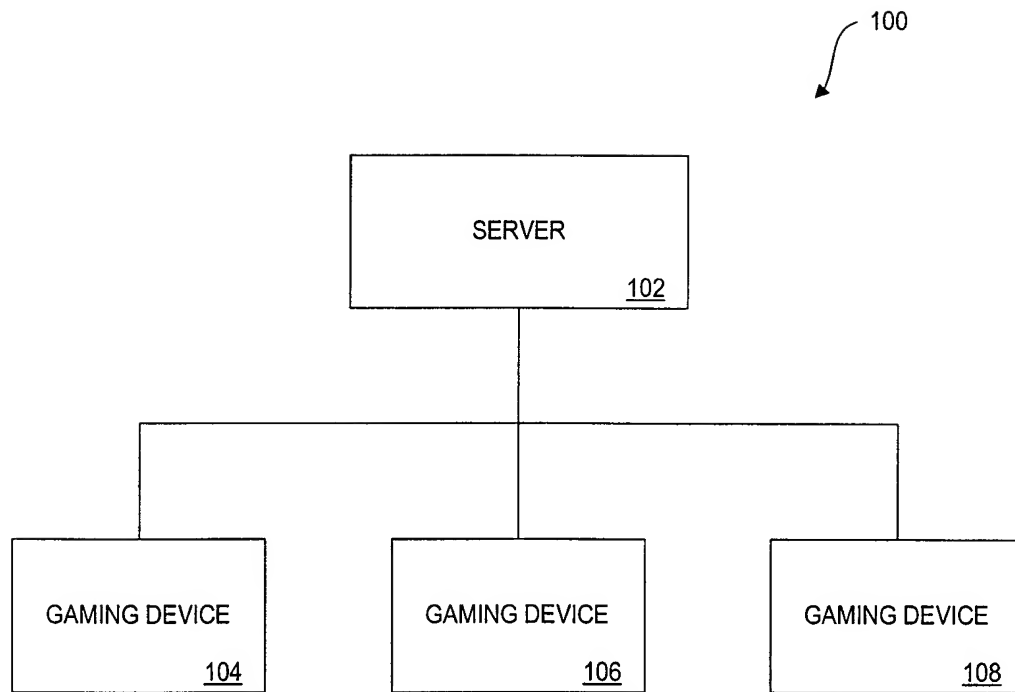 100
SERVER
102
GAMING DEVICE
104
GAMING DEVICE
106
GAMING DEVICE
108